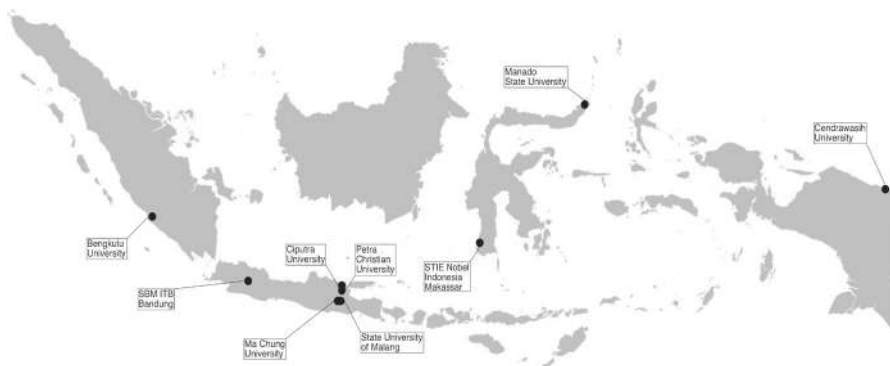 Manado
State University
Cendrawasih
University
Bengkulu
University
Ciputra
University
Petra
Christian
University
STIE Nobel
Indonesia
Makassar
SBM ITB
Bandung
Ma Chung
University
State University
of Malang